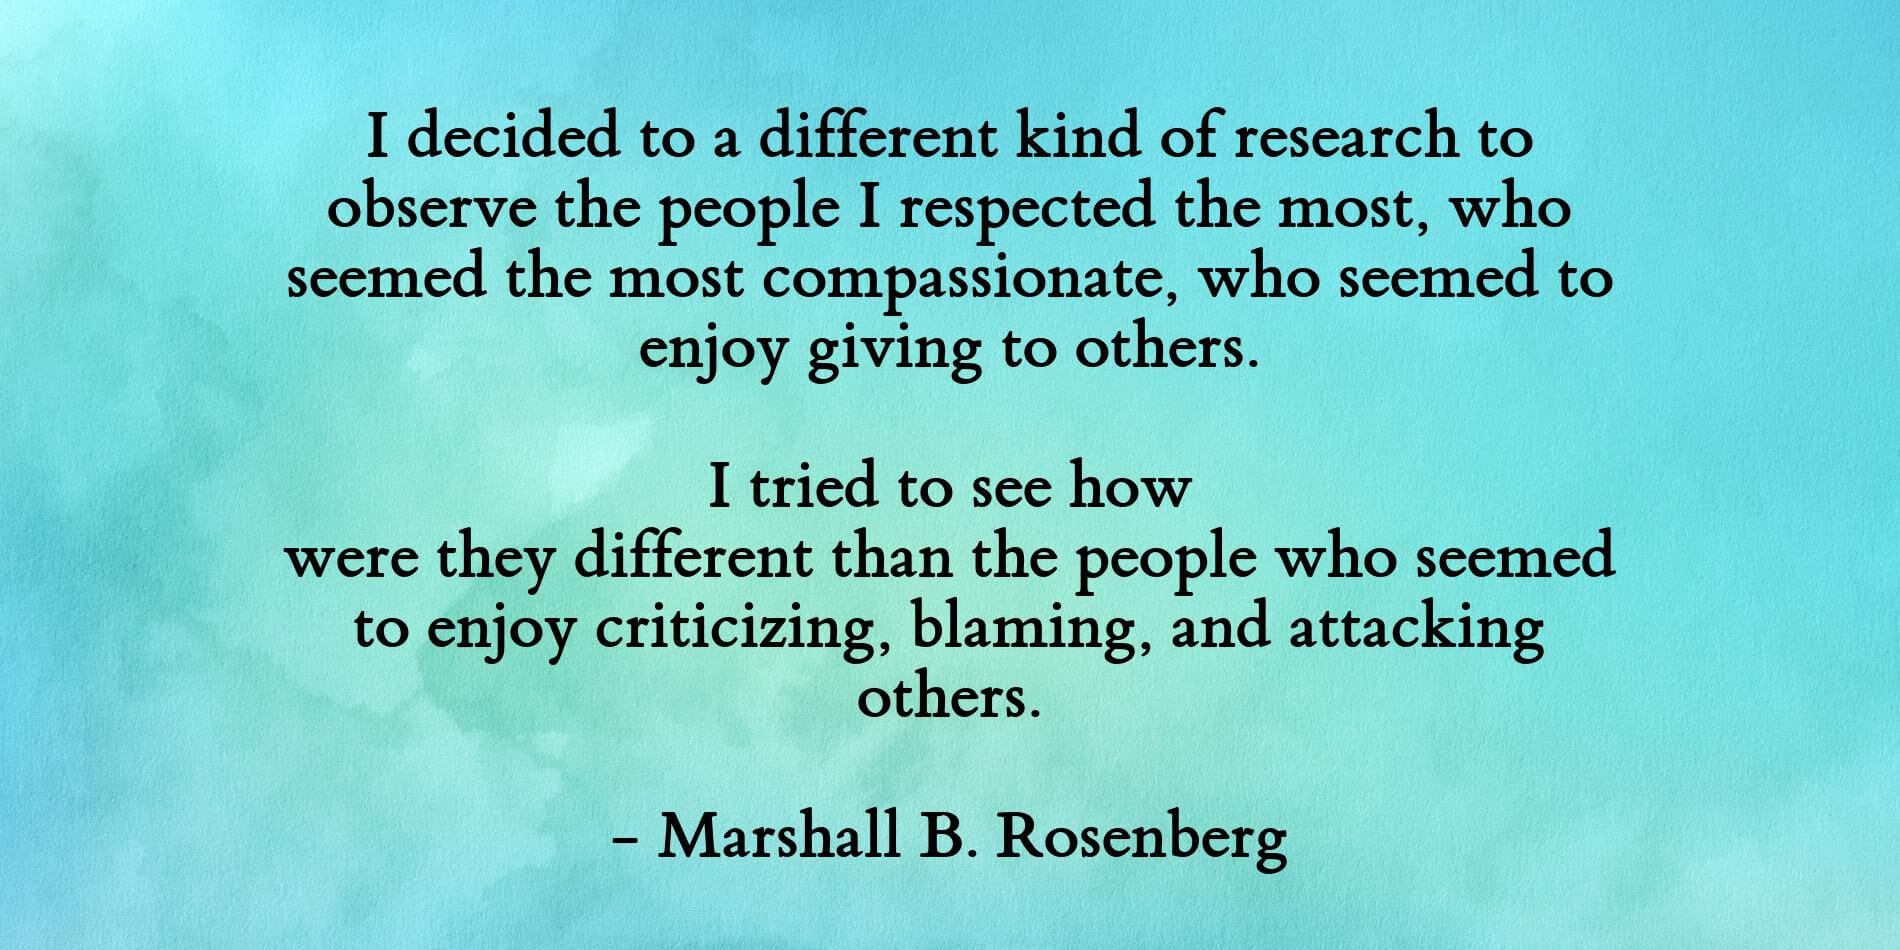 I decided to a different kind of research to
observe the people I respected the most, who
seemed the most compassionate, who seemed to
enjoy giving to others.
I tried to see how
were they different than the people who seemed
to enjoy criticizing, blaming, and attacking
others.
– Marshall B. Rosenberg